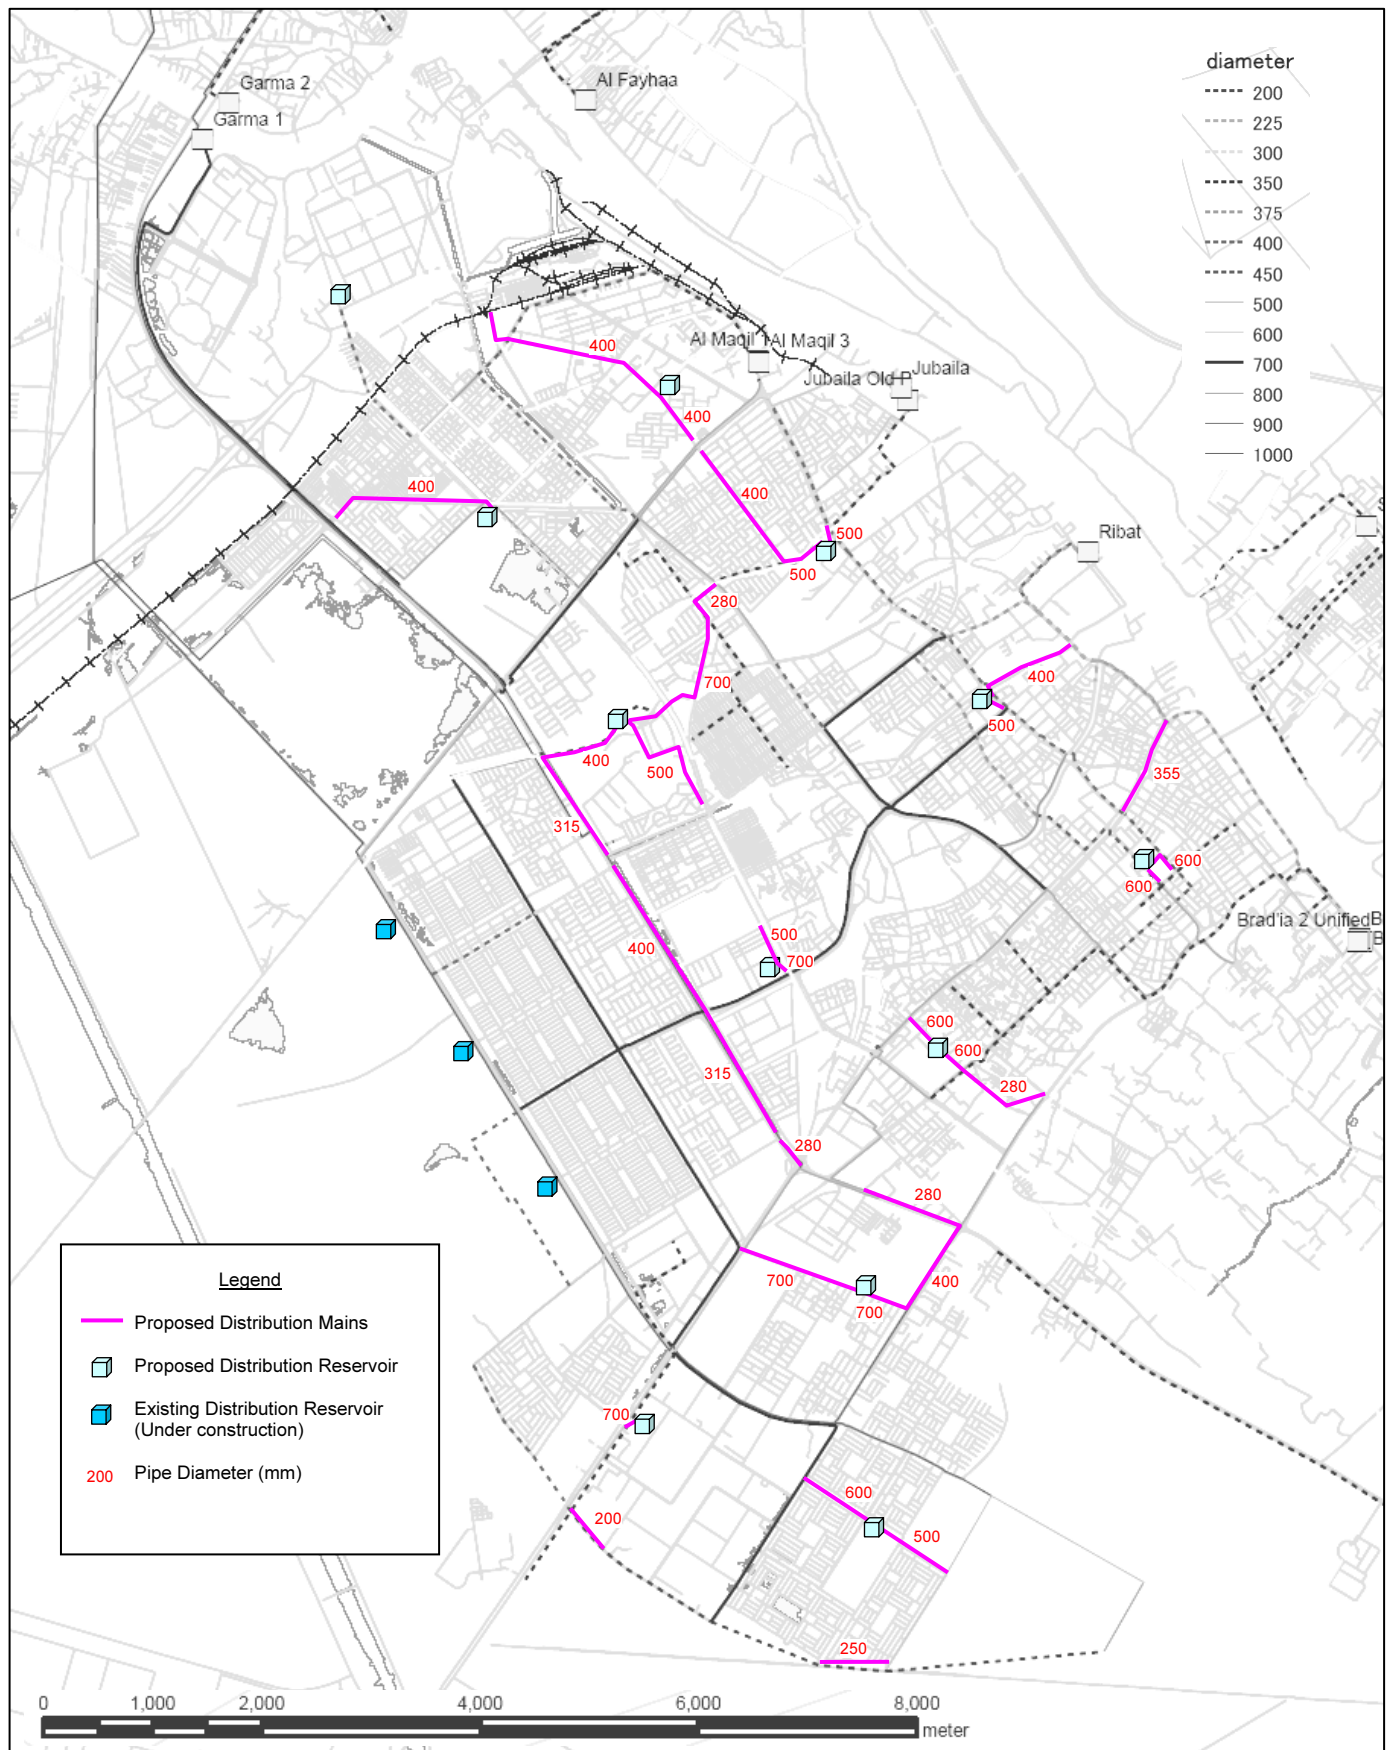 Garma 2
Al Fayhaa
diameter
200
Garma 1
225
300
350
375
400
450
500
600
700
800
900
1000
400
Al Maqil 1
Al Maqil 3
Jubaila Old P
Jubaila
400
400
400
500
500
Ribat
280
400
700
500
400
500
355
315
600
600
Brad'ia 2 Unified
B
B
500
400
700
600
600
315
280
280
280
700
400
700
Legend
Proposed Distribution Mains
Proposed Distribution Reservoir
Existing Distribution Reservoir
(Under construction)
200 Pipe Diameter (mm)
700
600
200
500
250
0 1,000 2,000 4,000 6,000 8,000
meter